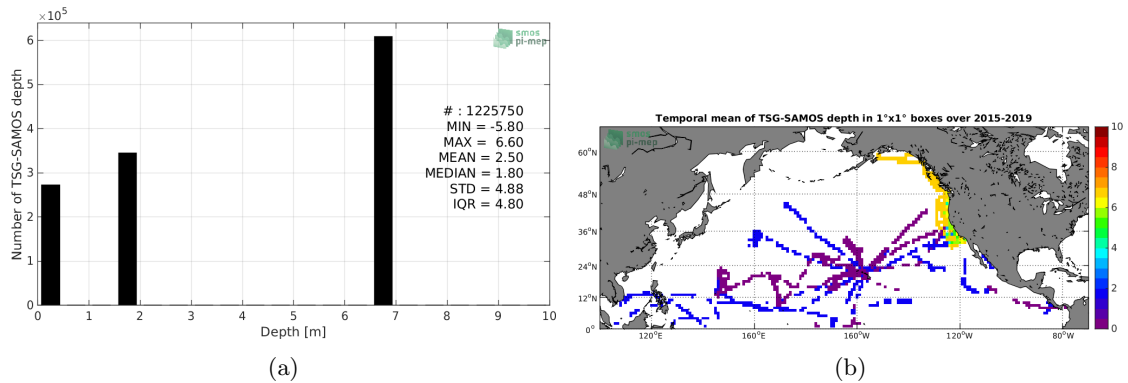 ×10⁵
smos
pi-mep
6
5
4
3
2
1
0
Number of TSG-SAMOS depth
# : 1225750
MIN = -5.80
MAX = 6.60
MEAN = 2.50
MEDIAN = 1.80
STD = 4.88
IQR = 4.80
0 1 2 3 4 5 6 7 8 9 10
Depth [m]
(a)
Temporal mean of TSG-SAMOS depth in 1°x1° boxes over 2015-2019
smos
pi-mep
60°N
48°N
36°N
24°N
12°N
0°
120°E 160°E 160°W 120°W 80°W
10
8
6
4
2
0
(b)